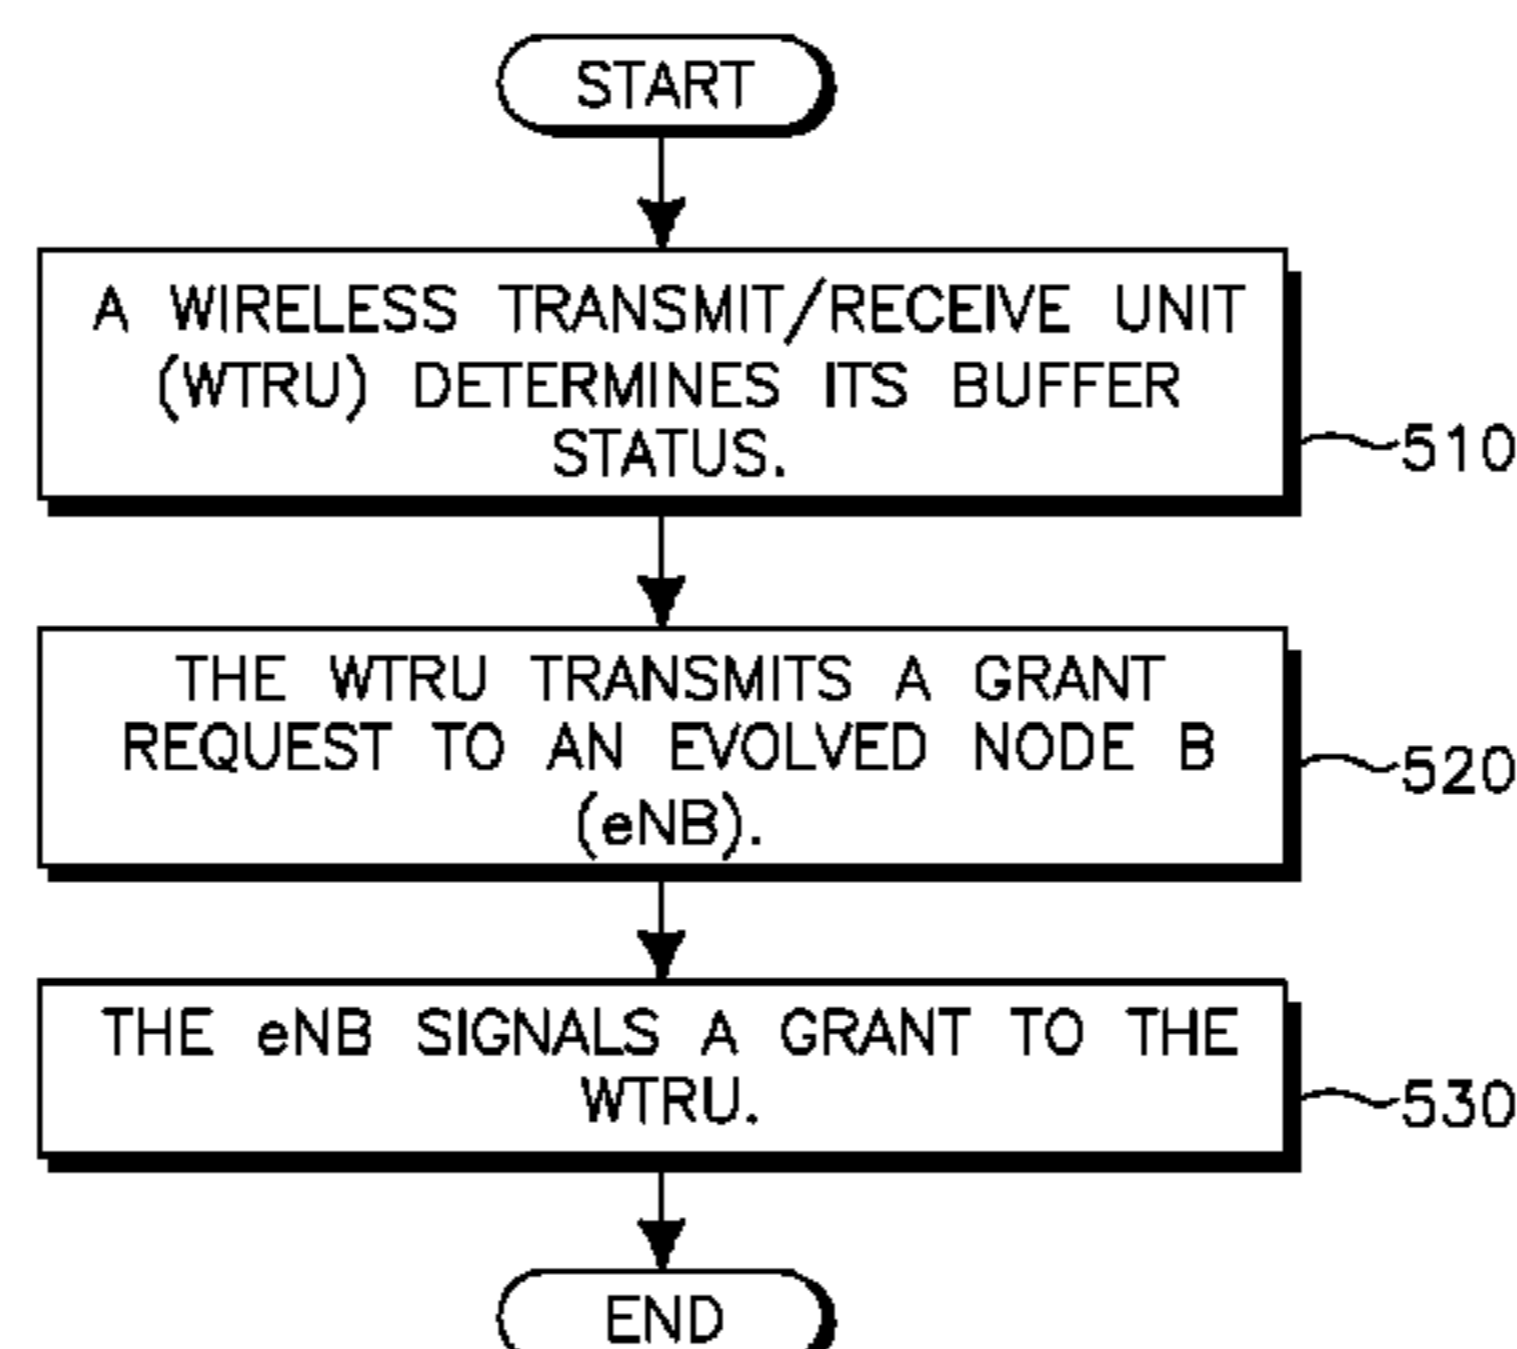 START
A WIRELESS TRANSMIT/RECEIVE UNIT
(WTRU) DETERMINES ITS BUFFER
STATUS.
510
THE WTRU TRANSMITS A GRANT
REQUEST TO AN EVOLVED NODE B
(eNB).
520
THE eNB SIGNALS A GRANT TO THE
WTRU.
530
END